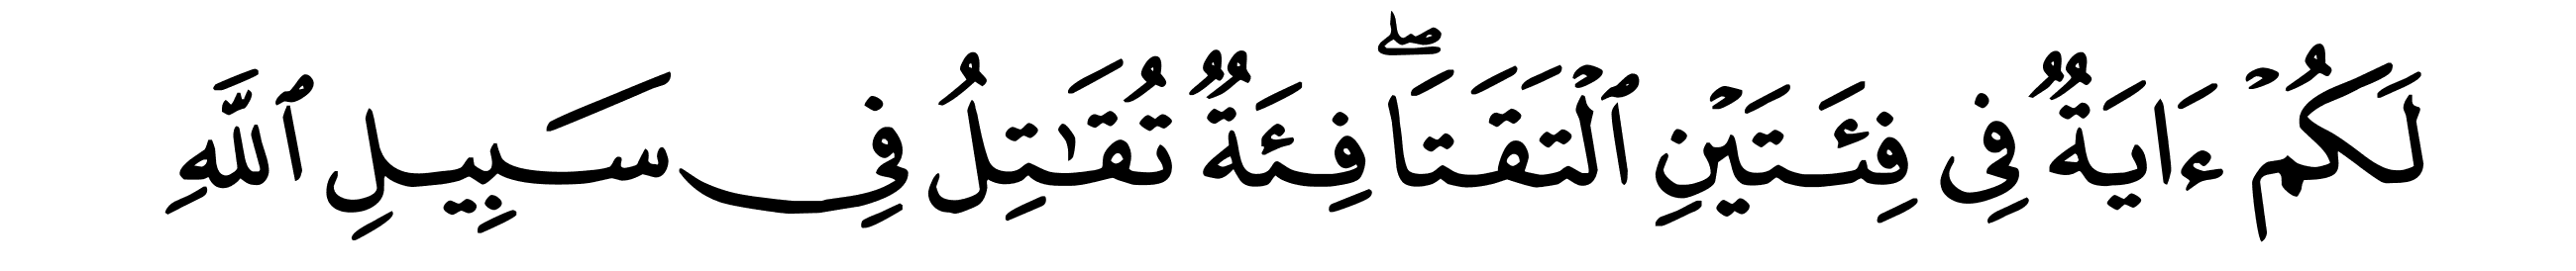 لَكُمْ ءَايَةٌ فِى فِئَتَيْنِ ٱلْتَقَتَا ۖ فِئَةٌ تُقَـٰتِلُ فِى سَبِيلِ ٱللَّهِ